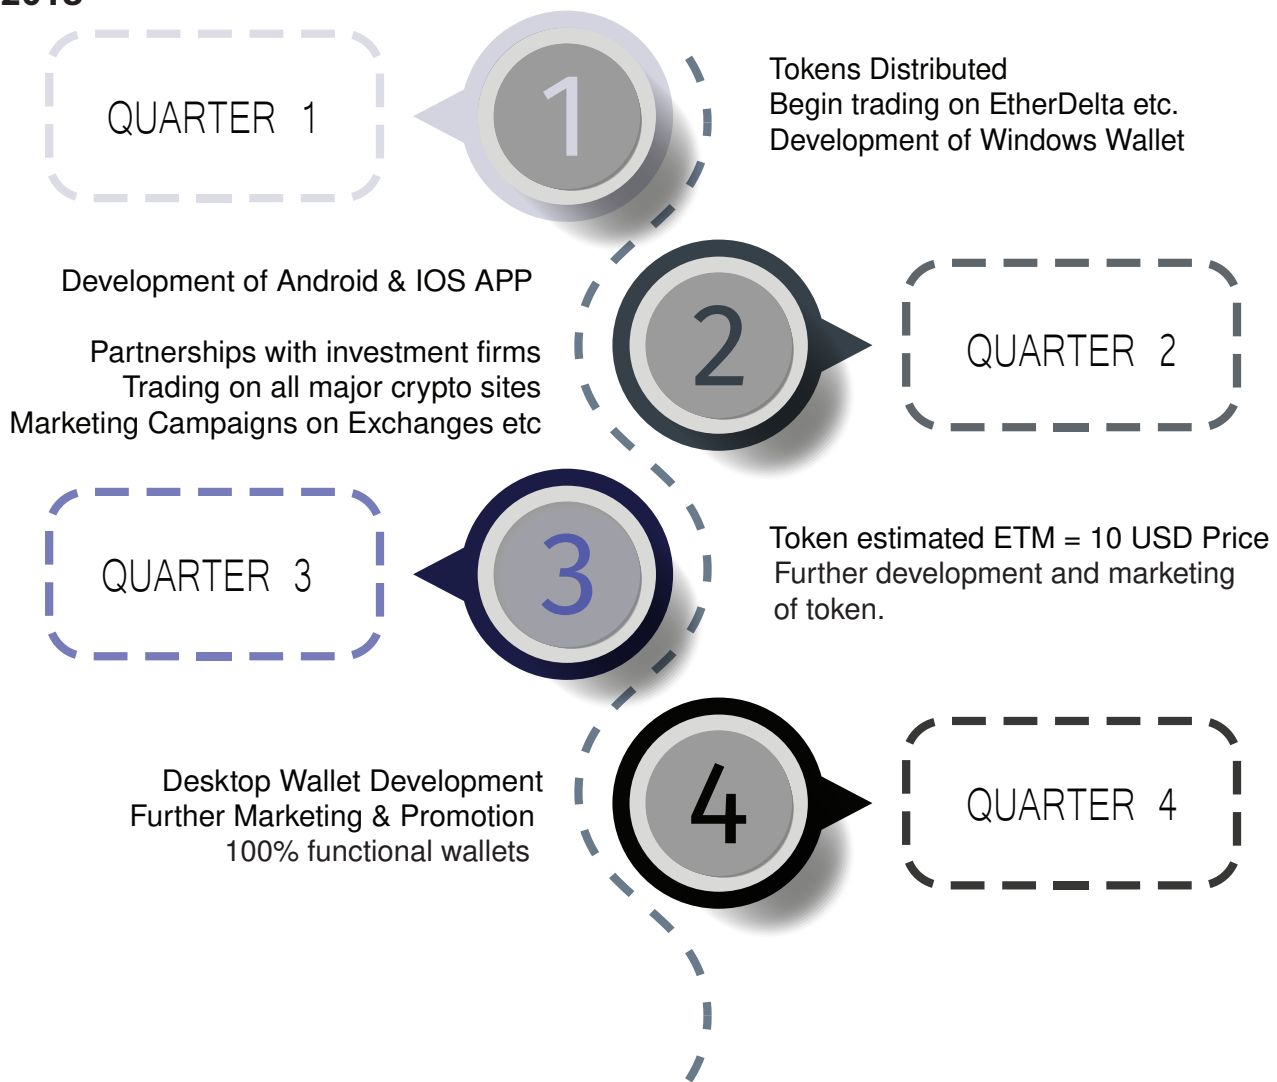 QUARTER 1
1
Tokens Distributed
Begin trading on EtherDelta etc.
Development of Windows Wallet
Development of Android & IOS APP
Partnerships with investment firms
Trading on all major crypto sites
Marketing Campaigns on Exchanges etc
2
QUARTER 2
QUARTER 3
3
Token estimated ETM = 10 USD Price
Further development and marketing
of token.
Desktop Wallet Development
Further Marketing & Promotion
100% functional wallets
4
QUARTER 4